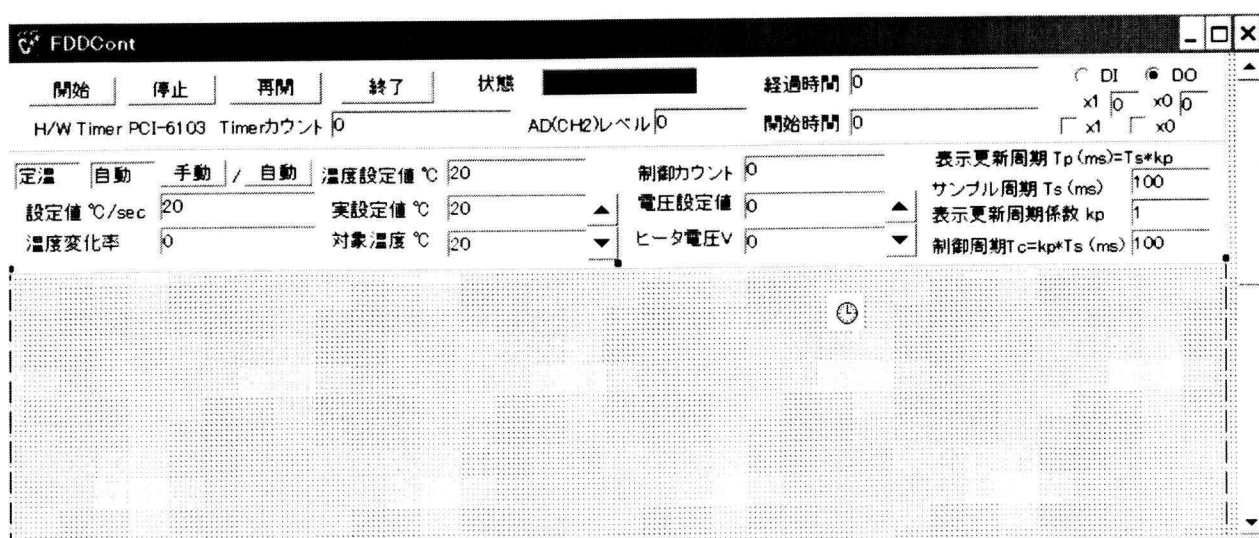 FDDCont
開始 停止 再開 終了 状態 経過時間 0 DI DO
x1 0 x0 0
H/W Timer PCI-6103 Timerカウント 0 AD(CH2)レベル 0 開始時間 0 x1 x0
定温 自動 手動 / 自動 温度設定値 ℃ 20 制御カウント 0 表示更新周期 Tp(ms)=Ts*kp
サンプル周期 Ts(ms) 100
設定値 ℃/sec 20 実設定値 ℃ 20 電圧設定値 0 表示更新周期係数 kp 1
温度変化率 0 対象温度 ℃ 20 ヒータ電圧V 0 制御周期Tc=kp*Ts(ms) 100